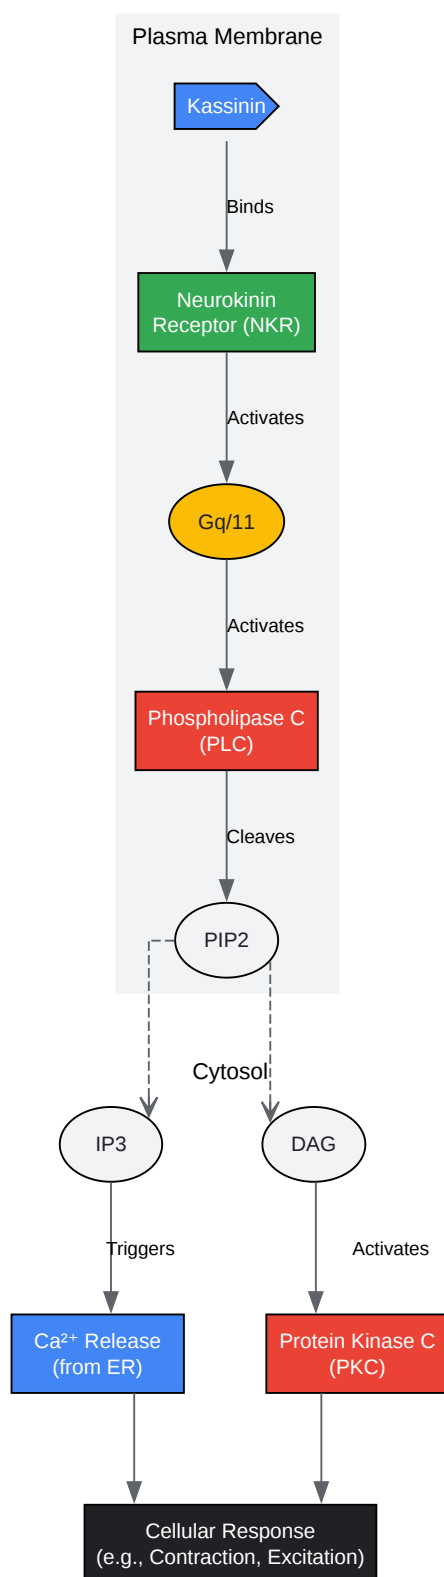 Plasma Membrane
Kassinin
Binds
Neurokinin
Receptor (NKR)
Activates
Gq/11
Activates
Phospholipase C
(PLC)
Cleaves
PIP2
Cytosol
IP3
DAG
Triggers
Activates
Ca²⁺ Release
(from ER)
Protein Kinase C
(PKC)
Cellular Response
(e.g., Contraction, Excitation)